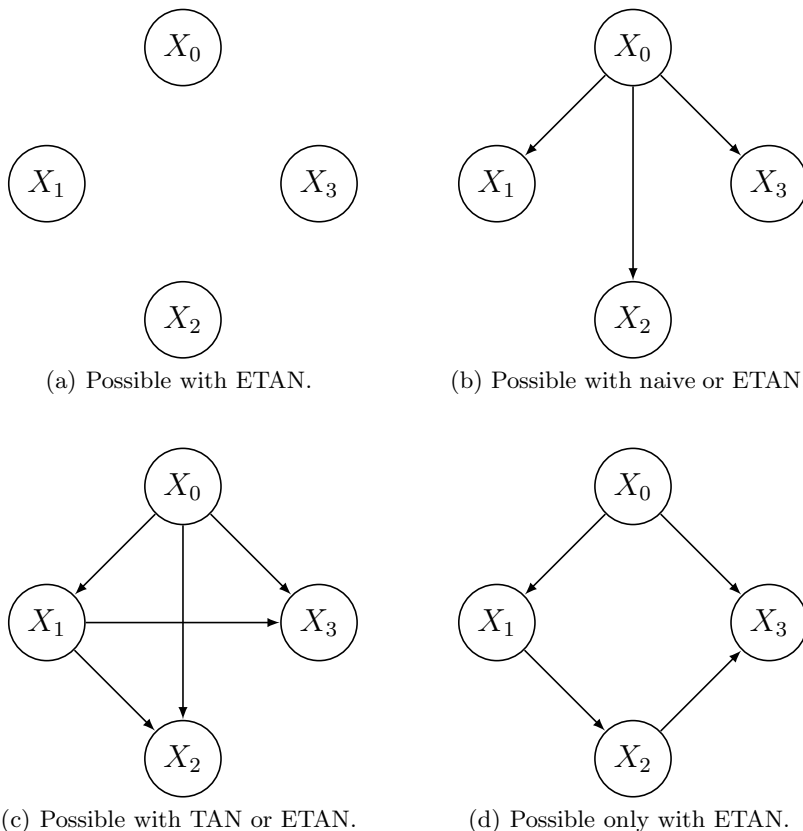 X0
X1
X3
X2
(a) Possible with ETAN.
X0
X1
X3
X2
(b) Possible with naive or ETAN
X0
X1
X3
X2
(c) Possible with TAN or ETAN.
X0
X1
X3
X2
(d) Possible only with ETAN.